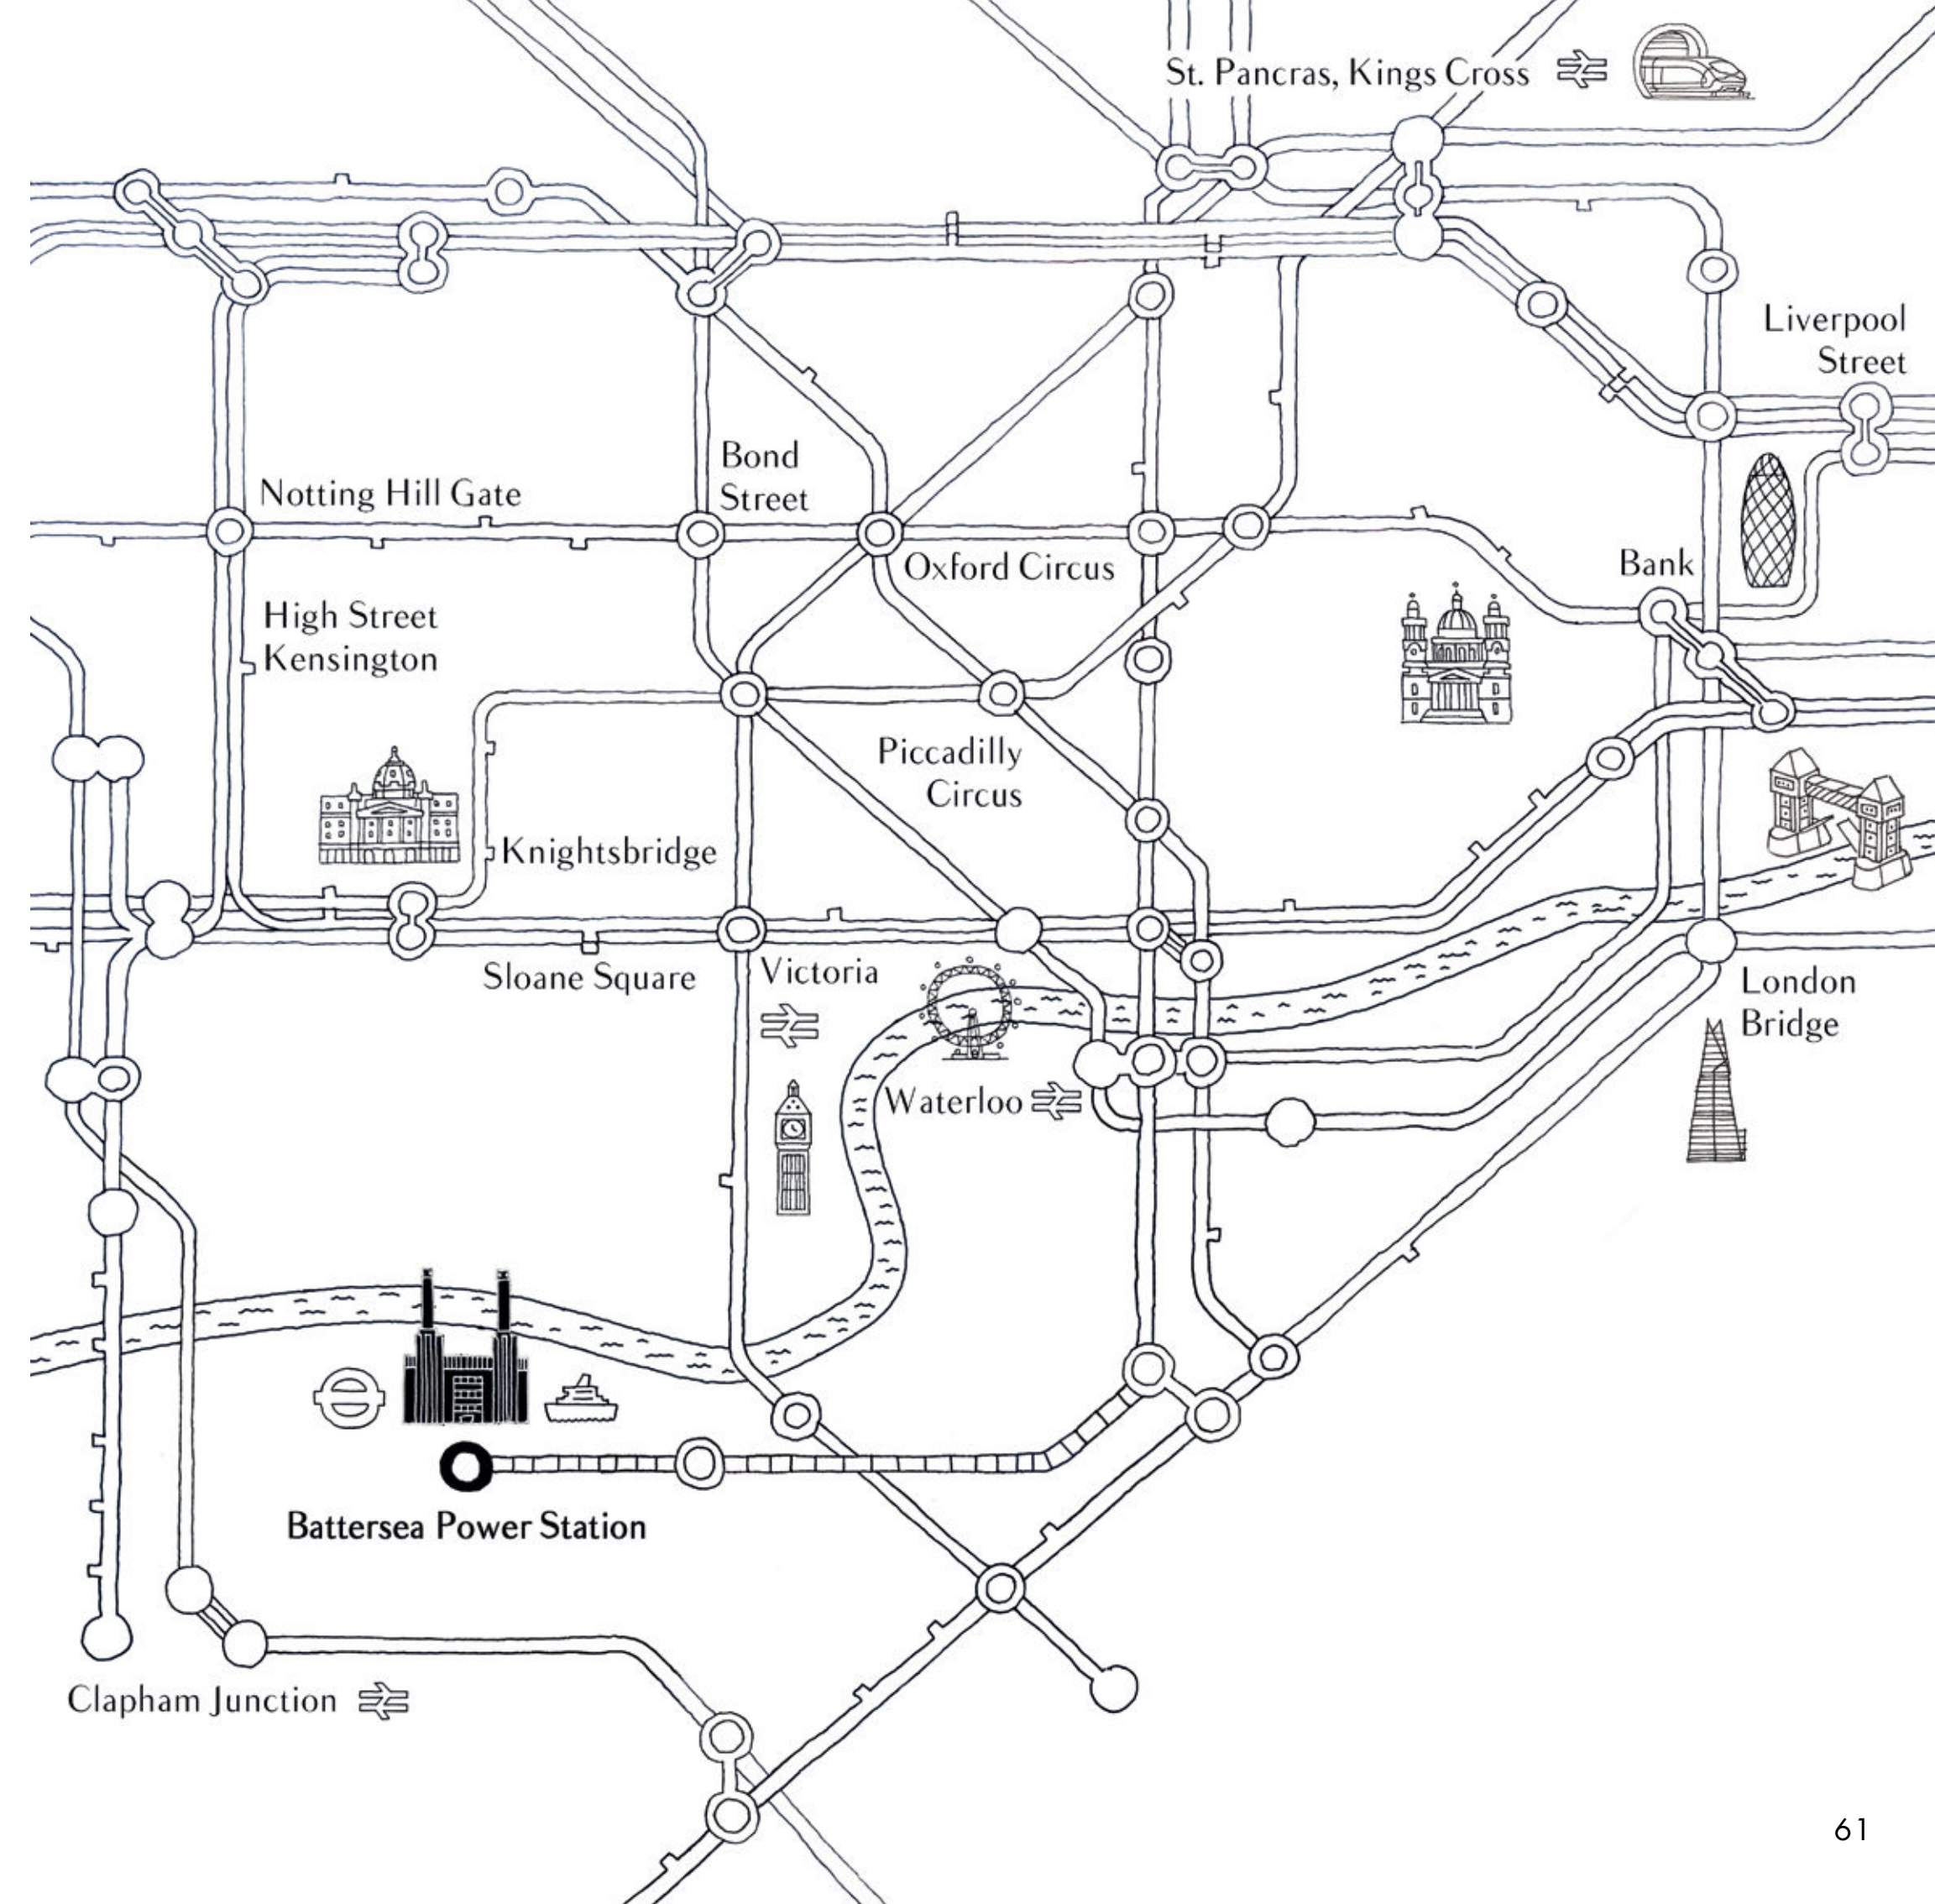 St. Pancras, Kings Cross
Liverpool
Street
Bond
Street
Notting Hill Gate
Oxford Circus
Bank
High Street
Kensington
Piccadilly
Circus
Knightsbridge
Sloane Square
Victoria
London
Bridge
Waterloo
Battersea Power Station
Clapham Junction
61